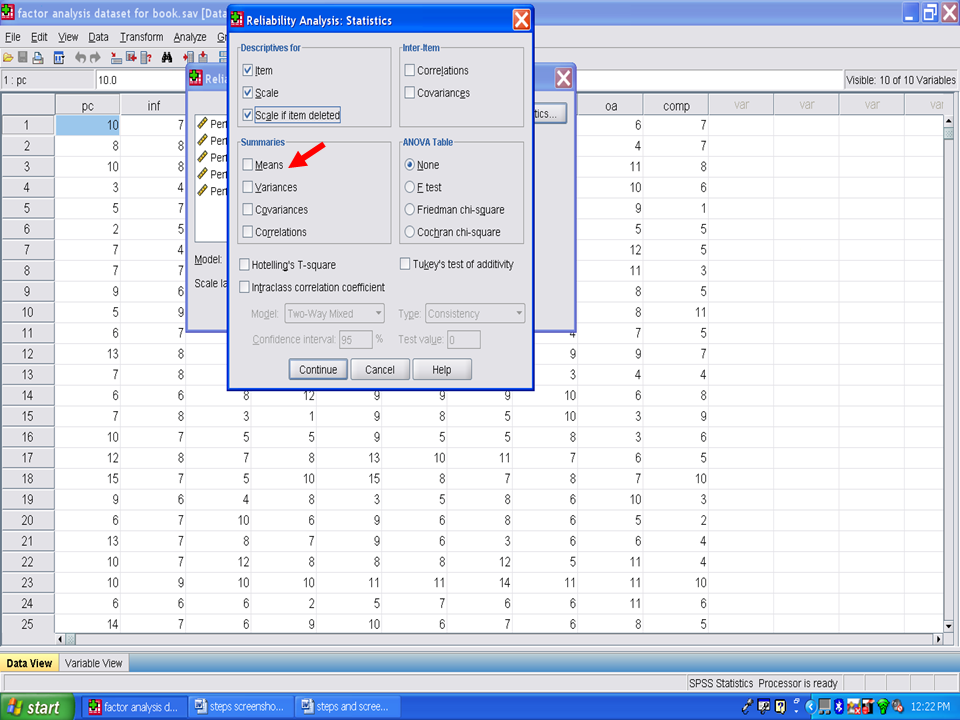 factor analysis dataset for book.sav [Data
File Edit View Data Transform Analyze
1 : pc 10.0 Visible: 10 of 10 Variables
Reliability Analysis: Statistics
Descriptives for
Item
Scale
Scale if item deleted
Inter-Item
Correlations
Covariances
Summaries
Means
Variances
Covariances
Correlations
ANOVA Table
None
F test
Friedman chi-square
Cochran chi-square
Hotelling's T-square
Tukey's test of additivity
Intraclass correlation coefficient
Model: Two-Way Mixed Type: Consistency
Confidence interval: 95 % Test value: 0
Continue Cancel Help
Model:
pc inf oa comp var var var var
1 10 7 6 7
2 8 8 4 7
3 10 8 11 8
4 3 4 10 6
5 5 7 9 1
6 2 5 5 5
7 7 4 12 5
8 7 7 11 3
9 9 6 8 5
10 5 9 8 11
11 6 7 4 7 5
12 13 8 9 9 7
13 7 8 3 4 4
14 6 6 8 12 9 9 9 10 6 8
15 7 8 3 1 9 8 5 10 3 9
16 10 7 5 5 9 5 5 8 3 6
17 12 8 7 8 13 10 11 7 6 5
18 15 7 5 10 15 8 7 8 7 10
19 9 6 4 8 3 5 8 6 10 3
20 6 7 10 6 9 6 8 6 5 2
21 13 7 8 7 9 6 3 6 6 4
22 10 7 12 8 8 8 12 5 11 4
23 10 9 10 10 11 11 14 11 11 10
24 6 6 6 2 5 7 6 6 11 6
25 14 7 6 9 10 6 7 6 8 5
Data View Variable View
SPSS Statistics Processor is ready
start factor analysis d... steps screensho... steps and scree... 12:22 PM